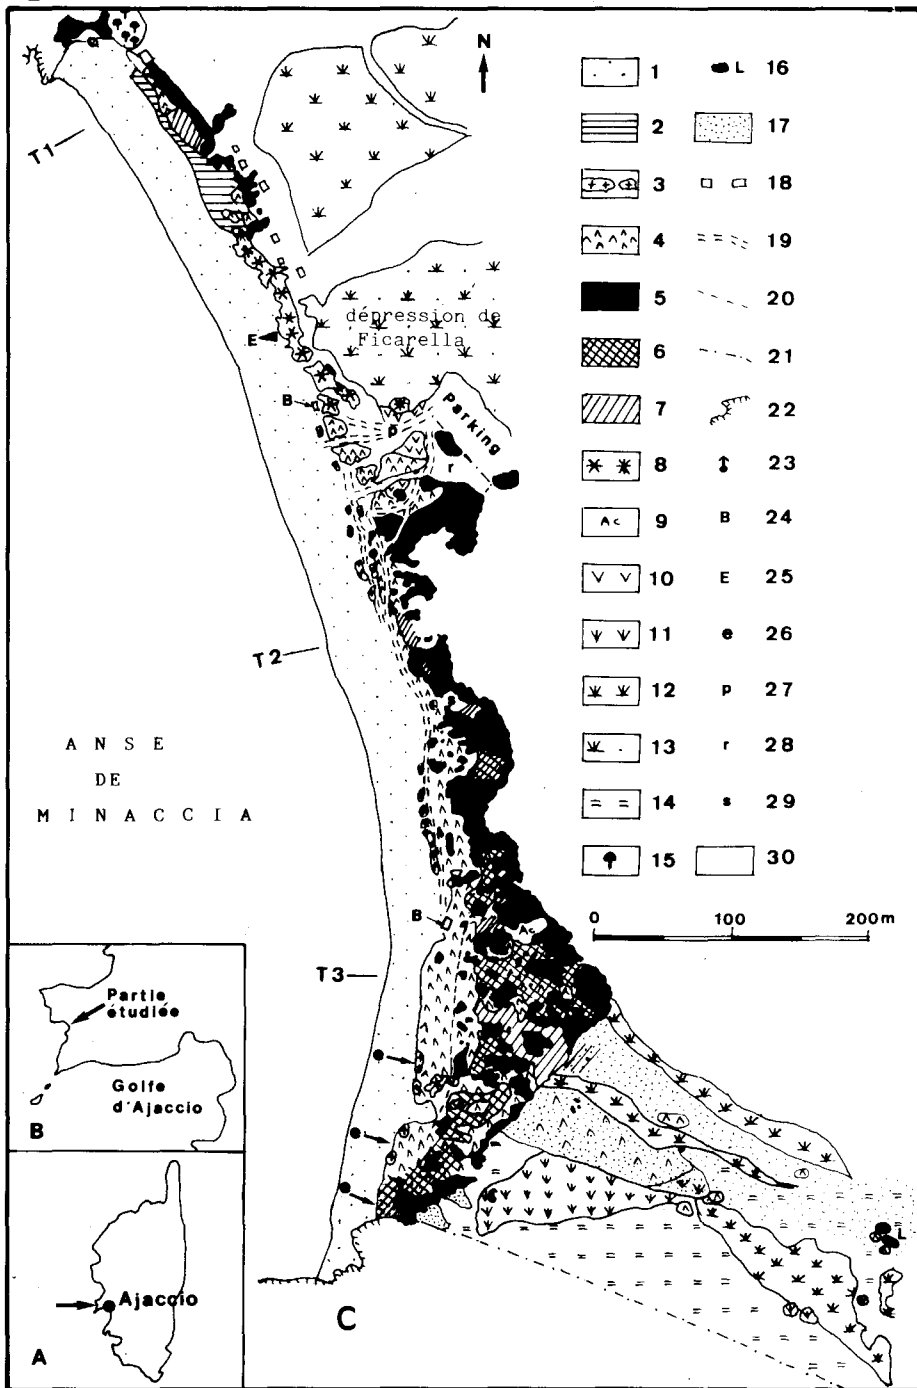 N
T1
dépression de
Ficarella
E
B
g
p
Parking
r
T2
s
ANSE
DE
MINACCIA
B
Ac
T3
e
e
e
L
C
1
2
3
4
5
6
7
8
Ac 9
10
11
12
13
14
15
L 16
17
18
19
20
21
22
23
B 24
E 25
e 26
p 27
r 28
s 29
30
0 100 200m
Partie
étudiée
Golfe
d'Ajaccio
B
Ajaccio
A